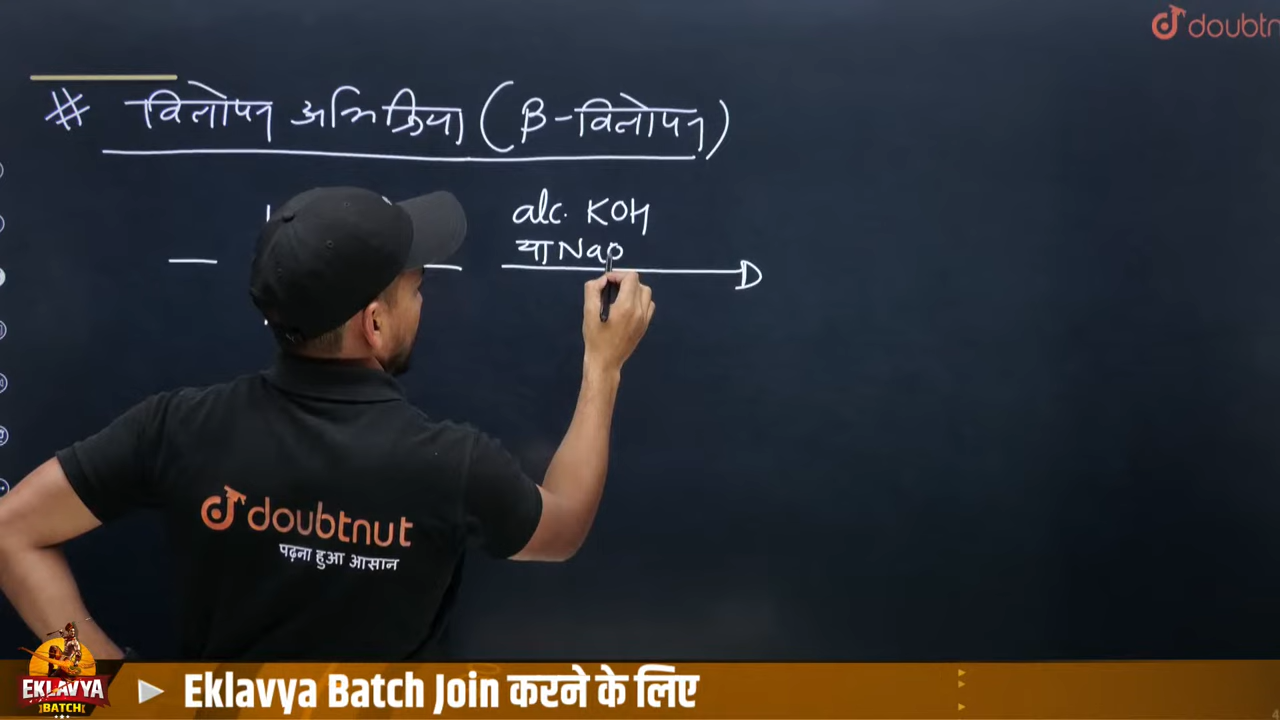 doubtn
# विलोपन अभिक्रिया (β-विलोपन)
alc. KOH
या Nao
doubtnut
पढ़ना हुआ आसान
EKLAVYA
BATCH
Eklavya Batch Join करने के लिए